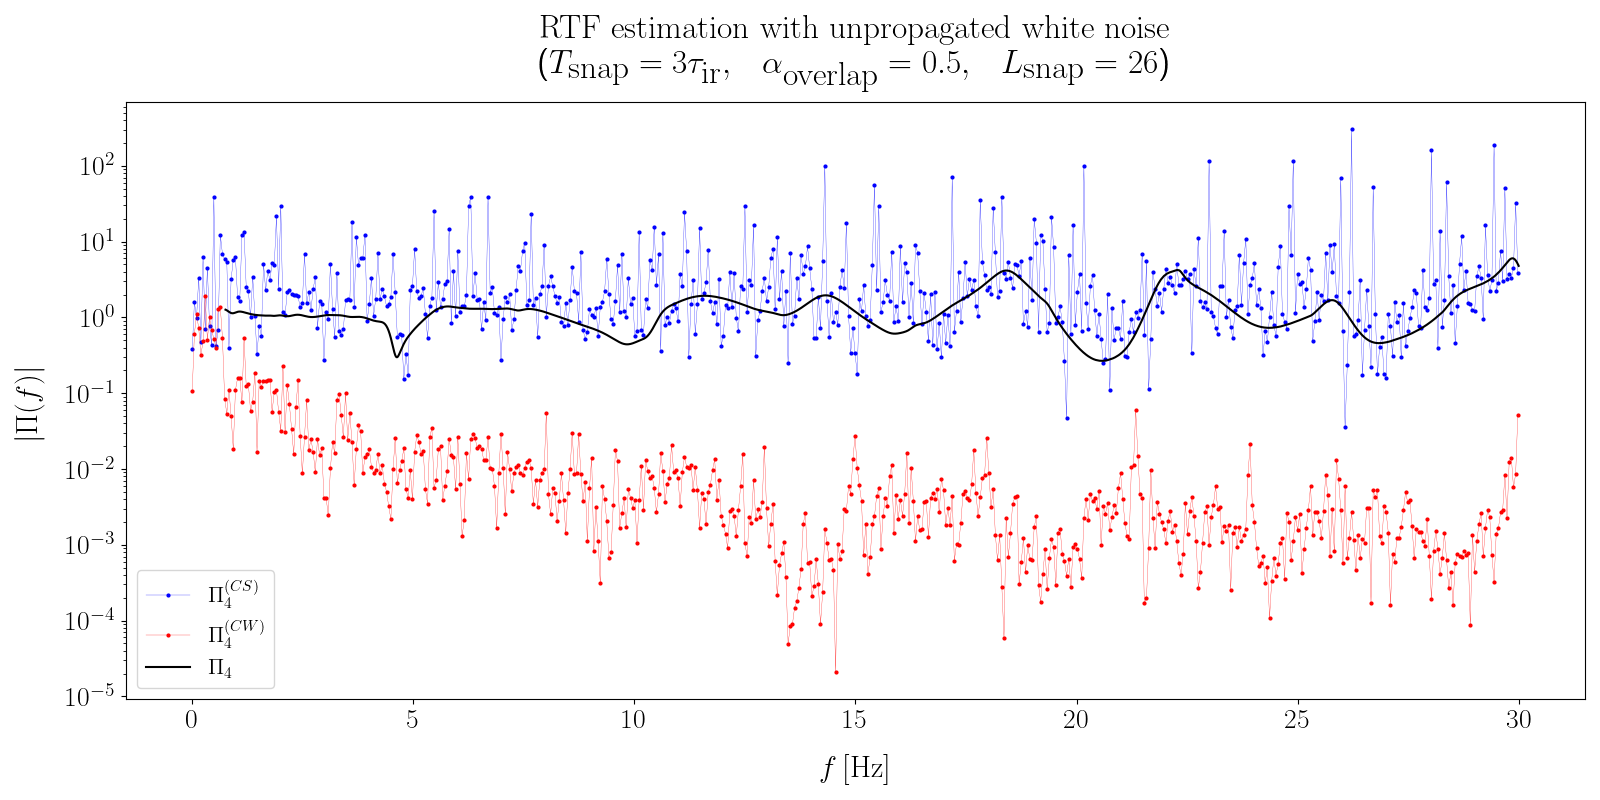 RTF estimation with unpropagated white noise
(T_snap = 3τ_ir, α_overlap = 0.5, L_snap = 26)
|Π(f)|
10^2
10^1
10^0
10^−1
10^−2
10^−3
10^−4
10^−5
Π_4^(CS)
Π_4^(CW)
Π_4
0 5 10 15 20 25 30
f [Hz]